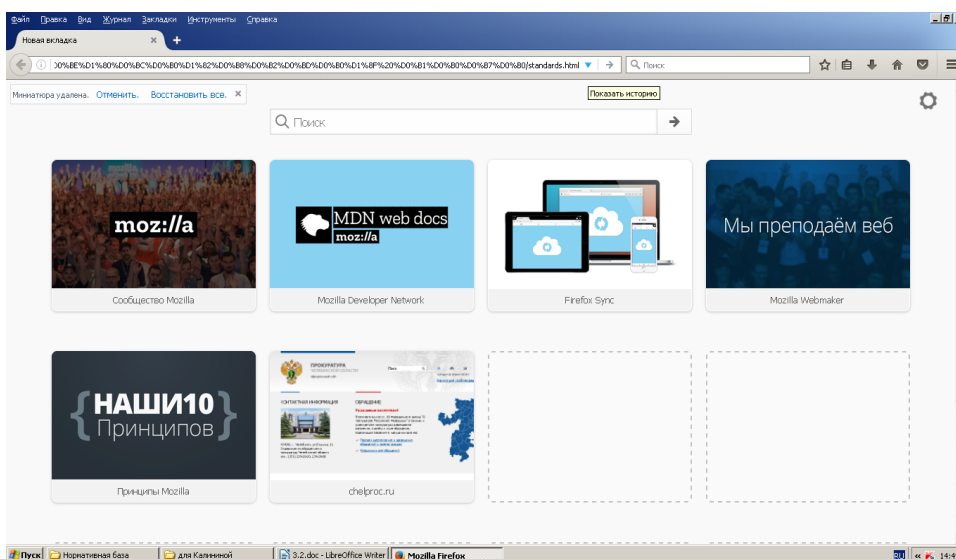 Файл Правка Вид Журнал Закладки Инструменты Справка
Новая вкладка
%BE%D1%80%D0%BC%D0%B0%D1%82%D0%B8%D0%B2%D0%BD%D0%B0%D1%8F%20%D0%B1%D0%B0%D0%B7%D0%B0/standards.html
Поиск
Миниатюра удалена. Отменить. Восстановить все.
Показать историю
Поиск
moz://a
MDN web docs
moz://a
Мы преподаём веб
Сообщество Mozilla
Mozilla Developer Network
Firefox Sync
Mozilla Webmaker
{НАШИ10
Принципов}
ПРОКУРАТУРА
ЧЕЛЯБИНСКОЙ ОБЛАСТИ
КОНТАКТНАЯ ИНФОРМАЦИЯ
ОБРАЩЕНИЕ
Принципы Mozilla
chelproc.ru
Пуск
Нормативная база
для Калининой
3.2.doc - LibreOffice Writer
Mozilla Firefox
RU
14:4